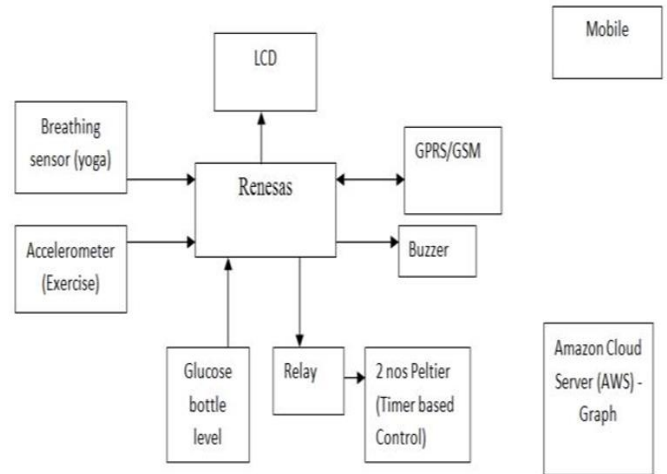 Mobile
LCD
Breathing
sensor (yoga)
GPRS/GSM
Renesas
Accelerometer
(Exercise)
Buzzer
Glucose
bottle
level
Relay
2 nos Peltier
(Timer based
Control)
Amazon Cloud
Server (AWS) -
Graph